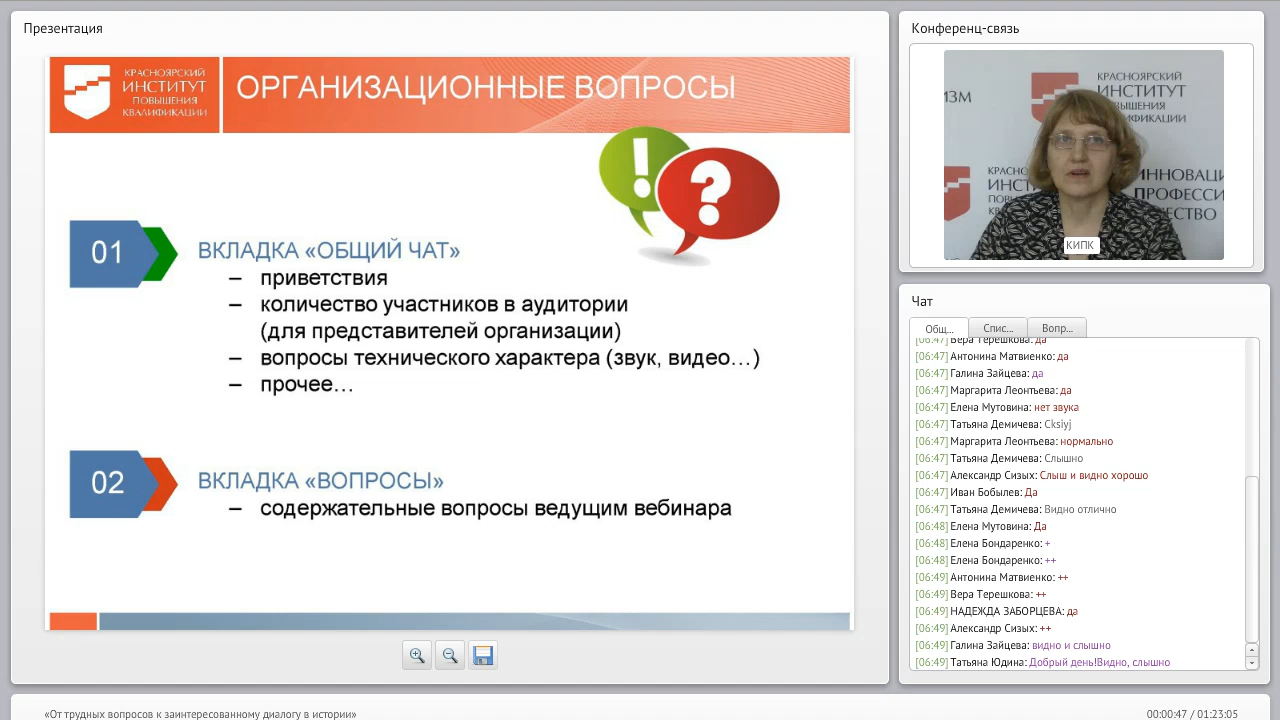 Презентация
КРАСНОЯРСКИЙ
ИНСТИТУТ
ПОВЫШЕНИЯ
КВАЛИФИКАЦИИ
ОРГАНИЗАЦИОННЫЕ ВОПРОСЫ
! ?
01
ВКЛАДКА «ОБЩИЙ ЧАТ»
– приветствия
– количество участников в аудитории
(для представителей организации)
– вопросы технического характера (звук, видео…)
– прочее…
02
ВКЛАДКА «ВОПРОСЫ»
– содержательные вопросы ведущим вебинара
Конференц-связь
ИЗМ
КРАСНОЯРСКИЙ
ИНСТИТУТ
ПОВЫШЕНИЯ
КВАЛИФИКАЦИИ
КРАСНО
ИНСТИ
ПОВЫ
КВАЛ
ИННОВАЦИ
ПРОФЕССИ
ЕСТВО
КИПК
Чат
Общ...
Спис...
Вопр...
[06:47] Вера Терешкова: да
[06:47] Антонина Матвиенко: да
[06:47] Галина Зайцева: да
[06:47] Маргарита Леонтьева: да
[06:47] Елена Мутовина: нет звука
[06:47] Татьяна Демичева: Cksiyj
[06:47] Маргарита Леонтьева: нормально
[06:47] Татьяна Демичева: Слышно
[06:47] Александр Сизых: Слыш и видно хорошо
[06:47] Иван Бобылев: Да
[06:47] Татьяна Демичева: Видно отлично
[06:48] Елена Мутовина: Да
[06:48] Елена Бондаренко: +
[06:48] Елена Бондаренко: ++
[06:49] Антонина Матвиенко: ++
[06:49] Вера Терешкова: ++
[06:49] НАДЕЖДА ЗАБОРЦЕВА: да
[06:49] Александр Сизых: ++
[06:49] Галина Зайцева: видно и слышно
[06:49] Татьяна Юдина: Добрый день!Видно, слышно
«От трудных вопросов к заинтересованному диалогу в истории»
00:00:47 / 01:23:05